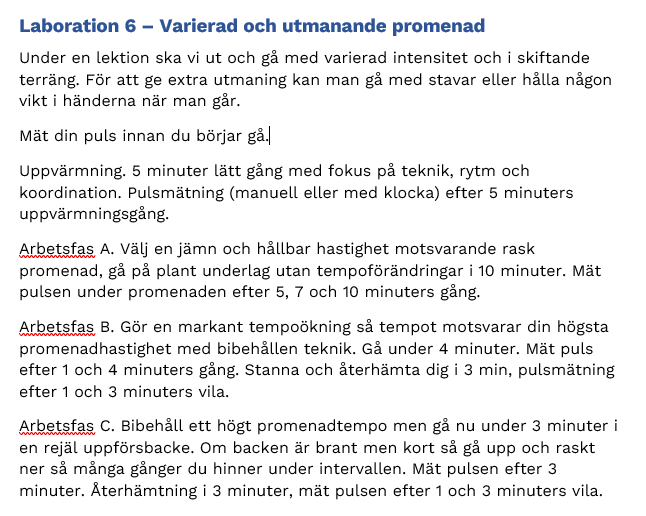 Laboration 6 – Varierad och utmanande promenad
Under en lektion ska vi ut och gå med varierad intensitet och i skiftande
terräng. För att ge extra utmaning kan man gå med stavar eller hålla någon
vikt i händerna när man går.
Mät din puls innan du börjar gå.
Uppvärmning. 5 minuter lätt gång med fokus på teknik, rytm och
koordination. Pulsmätning (manuell eller med klocka) efter 5 minuters
uppvärmningsgång.
Arbetsfas A. Välj en jämn och hållbar hastighet motsvarande rask
promenad, gå på plant underlag utan tempoförändringar i 10 minuter. Mät
pulsen under promenaden efter 5, 7 och 10 minuters gång.
Arbetsfas B. Gör en markant tempoökning så tempot motsvarar din högsta
promenadhastighet med bibehållen teknik. Gå under 4 minuter. Mät puls
efter 1 och 4 minuters gång. Stanna och återhämta dig i 3 min, pulsmätning
efter 1 och 3 minuters vila.
Arbetsfas C. Bibehåll ett högt promenadtempo men gå nu under 3 minuter i
en rejäl uppförsbacke. Om backen är brant men kort så gå upp och raskt
ner så många gånger du hinner under intervallen. Mät pulsen efter 3
minuter. Återhämtning i 3 minuter, mät pulsen efter 1 och 3 minuters vila.